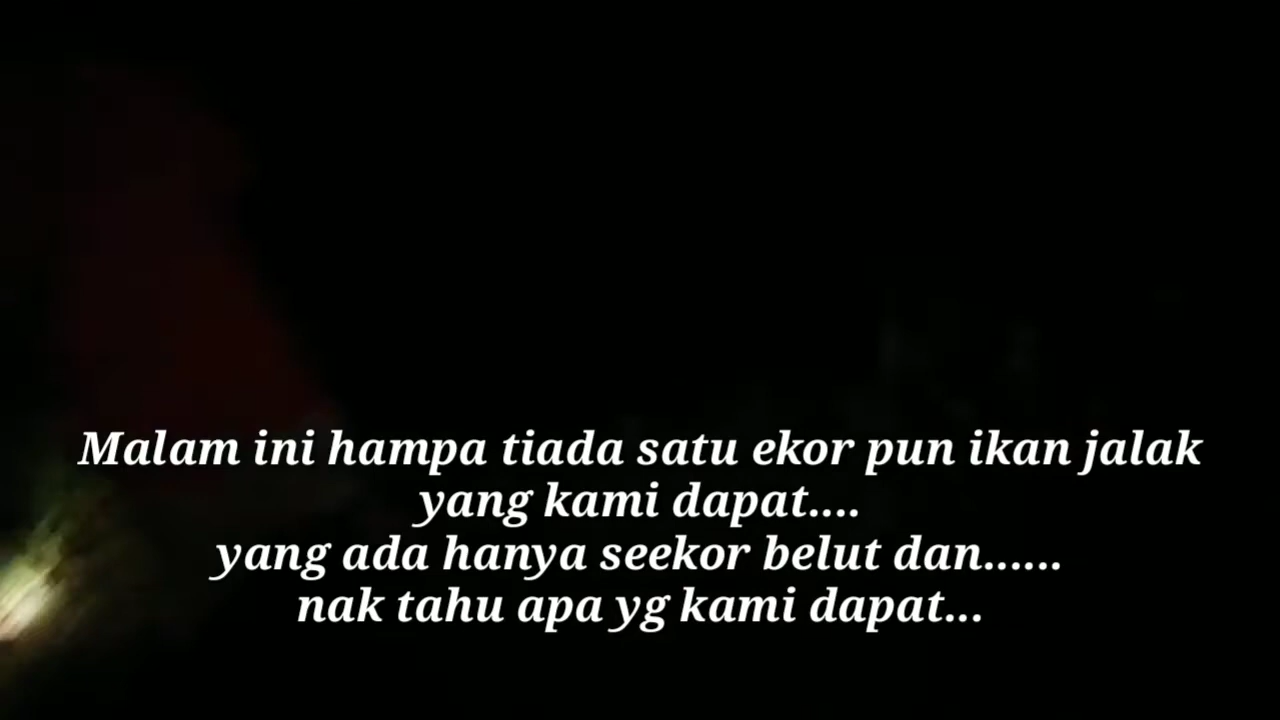 Malam ini hampa tiada satu ekor pun ikan jalak
yang kami dapat....
yang ada hanya seekor belut dan......
nak tahu apa yg kami dapat...